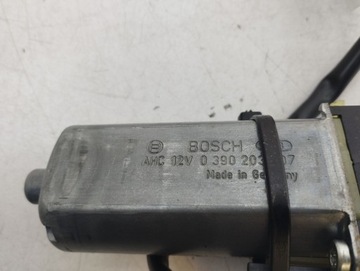 BOSCH
AHC 12V 0 390 203
Made in Germany